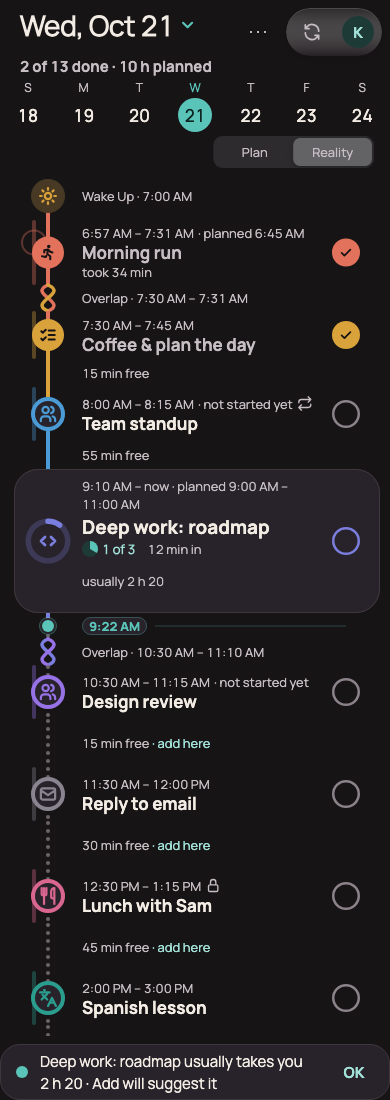 Wed, Oct 21
...
K
2 of 13 done · 10 h planned
S M T W T F S
18 19 20 21 22 23 24
Plan Reality
Wake Up · 7:00 AM
6:57 AM – 7:31 AM · planned 6:45 AM
Morning run
took 34 min
Overlap · 7:30 AM – 7:31 AM
7:30 AM – 7:45 AM
Coffee & plan the day
15 min free
8:00 AM – 8:15 AM · not started yet
Team standup
55 min free
9:10 AM – now · planned 9:00 AM –
11:00 AM
Deep work: roadmap
1 of 3 12 min in
usually 2 h 20
9:22 AM
Overlap · 10:30 AM – 11:10 AM
10:30 AM – 11:15 AM · not started yet
Design review
15 min free · add here
11:30 AM – 12:00 PM
Reply to email
30 min free · add here
12:30 PM – 1:15 PM
Lunch with Sam
45 min free · add here
2:00 PM – 3:00 PM
Spanish lesson
Deep work: roadmap usually takes you
2 h 20 · Add will suggest it
OK